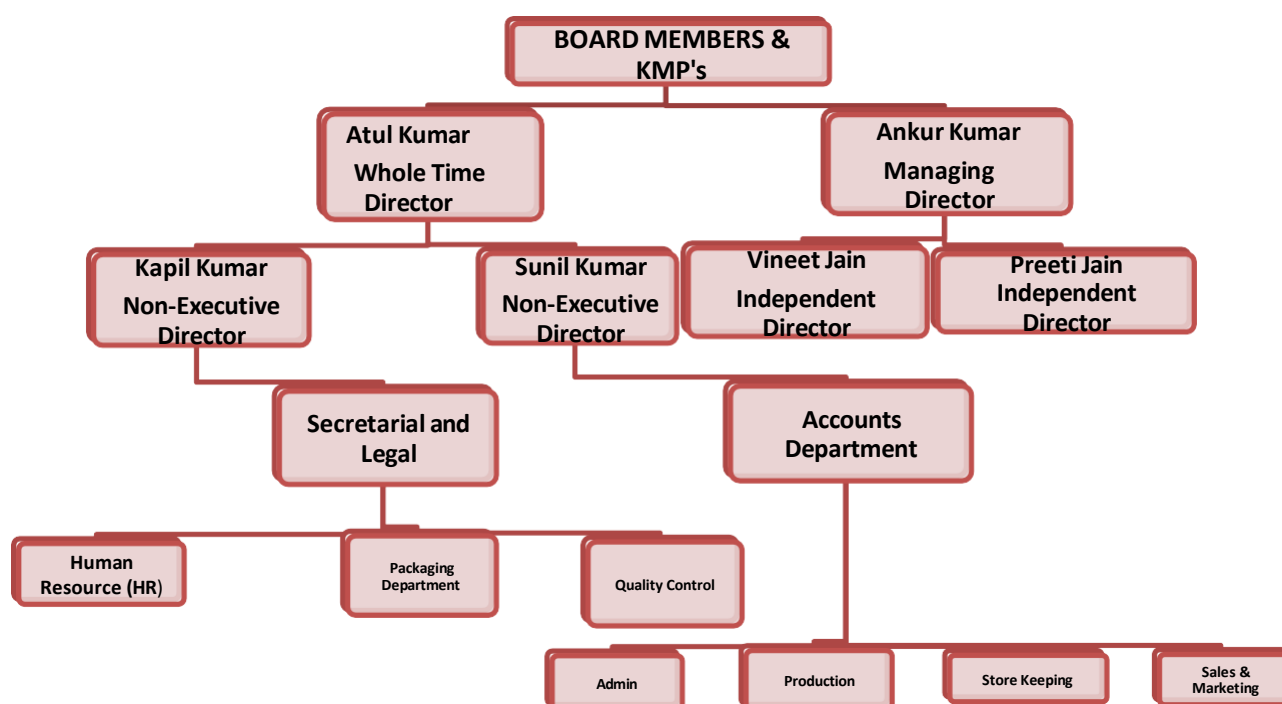 BOARD MEMBERS &
KMP's
Atul Kumar
Whole Time
Director
Ankur Kumar
Managing
Director
Kapil Kumar
Non-Executive
Director
Sunil Kumar
Non-Executive
Director
Vineet Jain
Independent
Director
Preeti Jain
Independent
Director
Secretarial and
Legal
Accounts
Department
Human
Resource (HR)
Packaging
Department
Quality Control
Admin
Production
Store Keeping
Sales &
Marketing